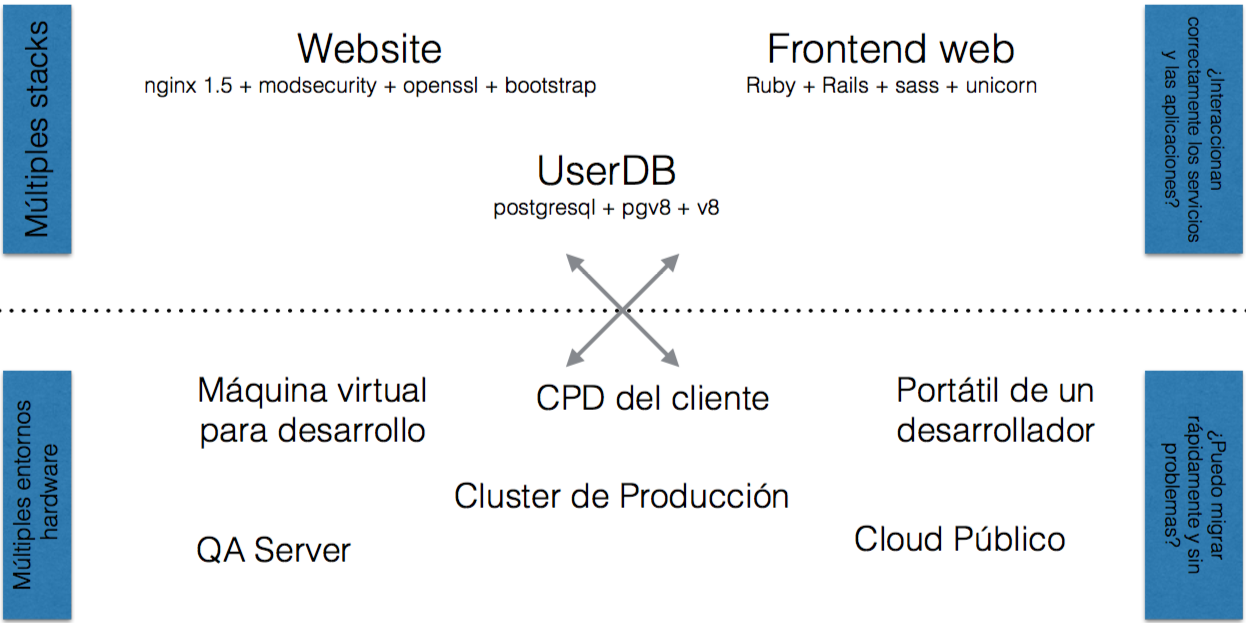 Múltiples stacks
Website
nginx 1.5 + modsecurity + openssl + bootstrap
Frontend web
Ruby + Rails + sass + unicorn
UserDB
postgresql + pgv8 + v8
¿Interaccionan
correctamente los servicios
y las aplicaciones?
Múltiples entornos
hardware
Máquina virtual
para desarrollo
CPD del cliente
Portátil de un
desarrollador
Cluster de Producción
QA Server
Cloud Público
¿Puedo migrar
rápidamente y sin
problemas?